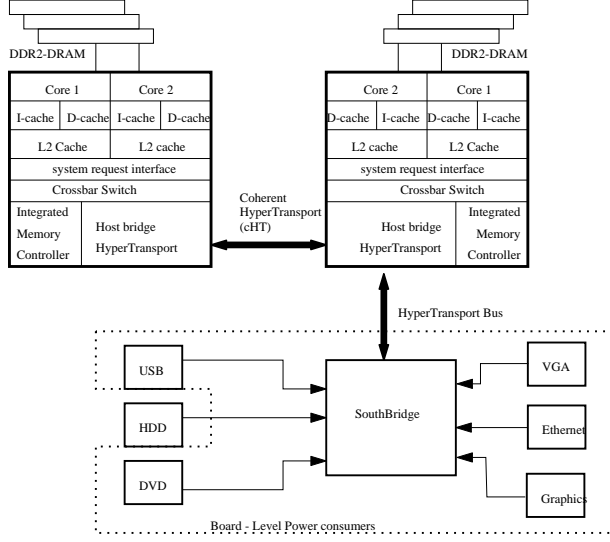 DDR2-DRAM
DDR2-DRAM
Core 1
Core 2
I-cache
D-cache
I-cache
D-cache
L2 Cache
L2 cache
system request interface
Crossbar Switch
Integrated
Memory
Controller
Host bridge
HyperTransport
Coherent
HyperTransport
(cHT)
Core 2
Core 1
D-cache
I-cache
D-cache
I-cache
L2 cache
L2 Cache
system request interface
Crossbar Switch
Host bridge
HyperTransport
Integrated
Memory
Controller
HyperTransport Bus
USB
HDD
DVD
SouthBridge
VGA
Ethernet
Graphics
Board - Level Power consumers